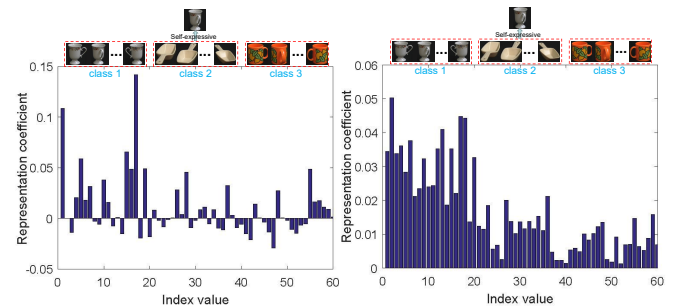 Self-expressive
class 1 class 2 class 3
0.15
0.1
0.05
0
-0.05
Representation coefficient
0 10 20 30 40 50 60
Index value
Self-expressive
class 1 class 2 class 3
0.06
0.05
0.04
0.03
0.02
0.01
0
Representation coefficient
0 10 20 30 40 50 60
Index value